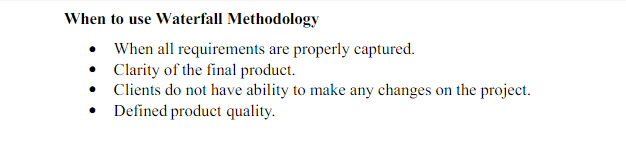 When to use Waterfall Methodology
• When all requirements are properly captured.
• Clarity of the final product.
• Clients do not have ability to make any changes on the project.
• Defined product quality.